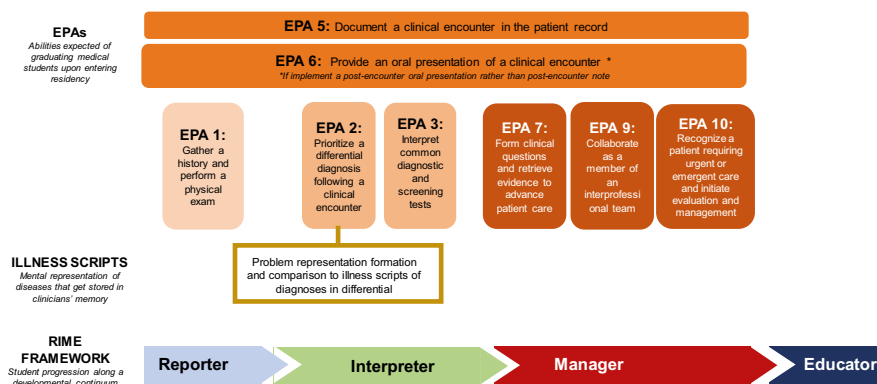 EPAs
Abilities expected of
graduating medical
students upon entering
residency
EPA 5: Document a clinical encounter in the patient record
EPA 6: Provide an oral presentation of a clinical encounter *
*If implement a post-encounter oral presentation rather than post-encounter note
EPA 1:
Gather a
history and
perform a
physical
exam
EPA 2:
Prioritize a
differential
diagnosis
following a
clinical
encounter
EPA 3:
Interpret
common
diagnostic
and
screening
tests
EPA 7:
Form clinical
questions
and retrieve
evidence to
advance
patient care
EPA 9:
Collaborate
as a
member of
an
interprofessi
onal team
EPA 10:
Recognize a
patient requiring
urgent or
emergent care
and initiate
evaluation and
management
ILLNESS SCRIPTS
Mental representation of
diseases that get stored in
clinicians' memory
Problem representation formation
and comparison to illness scripts of
diagnoses in differential
RIME
FRAMEWORK
Student progression along a
developmental continuum
Reporter
Interpreter
Manager
Educator